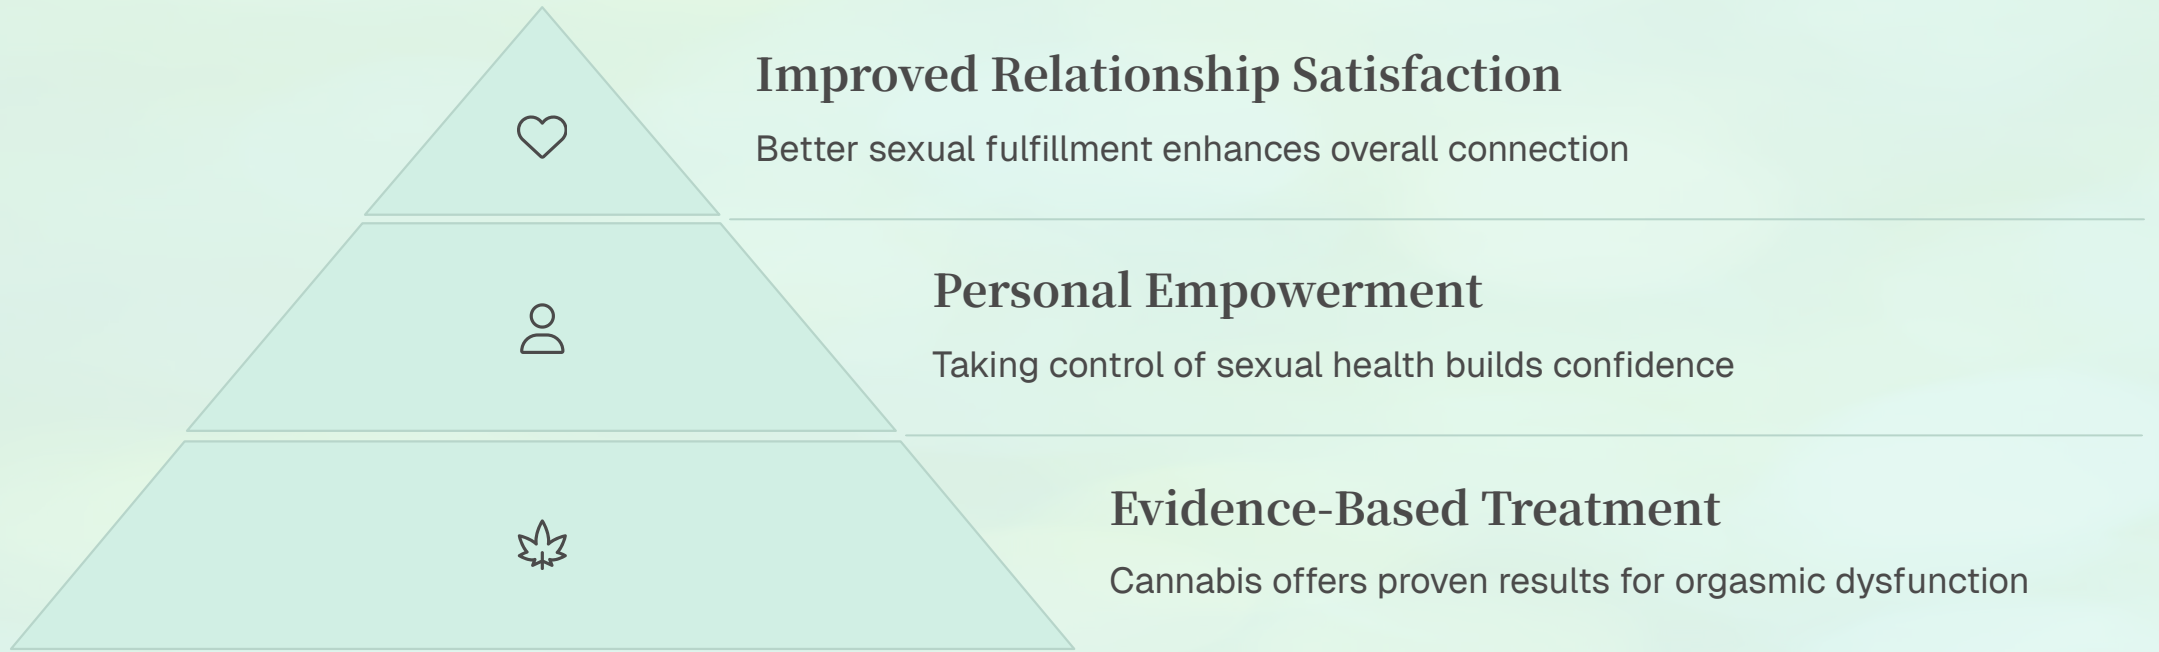 Improved Relationship Satisfaction
Better sexual fulfillment enhances overall connection
Personal Empowerment
Taking control of sexual health builds confidence
Evidence-Based Treatment
Cannabis offers proven results for orgasmic dysfunction